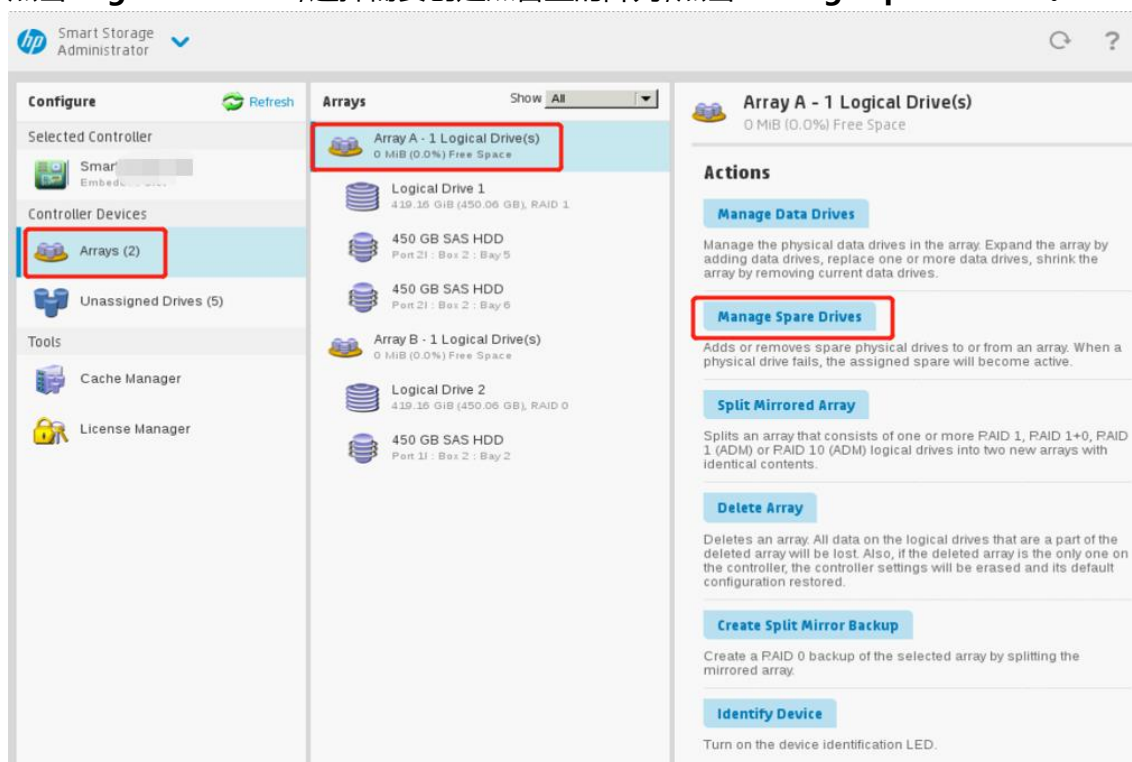 hp
Smart Storage
Administrator
?
Configure
Refresh
Selected Controller
Smar
Controller Devices
Arrays (2)
Unassigned Drives (5)
Tools
Cache Manager
License Manager
Arrays
Show All
Array A - 1 Logical Drive(s)
0 MiB (0.0%) Free Space
Logical Drive 1
419.16 GiB (450.06 GB), RAID 1
450 GB SAS HDD
Port 2I : Box 2 : Bay 5
450 GB SAS HDD
Port 2I : Box 2 : Bay 6
Array B - 1 Logical Drive(s)
0 MiB (0.0%) Free Space
Logical Drive 2
419.16 GiB (450.06 GB), RAID 0
450 GB SAS HDD
Port 1I : Box 2 : Bay 2
Array A - 1 Logical Drive(s)
0 MiB (0.0%) Free Space
Actions
Manage Data Drives
Manage the physical data drives in the array. Expand the array by
adding data drives, replace one or more data drives, shrink the
array by removing current data drives.
Manage Spare Drives
Adds or removes spare physical drives to or from an array. When a
physical drive fails, the assigned spare will become active.
Split Mirrored Array
Splits an array that consists of one or more RAID 1, RAID 1+0, RAID
1 (ADM) or RAID 10 (ADM) logical drives into two new arrays with
identical contents.
Delete Array
Deletes an array. All data on the logical drives that are a part of the
deleted array will be lost. Also, if the deleted array is the only one on
the controller, the controller settings will be erased and its default
configuration restored.
Create Split Mirror Backup
Create a RAID 0 backup of the selected array by splitting the
mirrored array.
Identify Device
Turn on the device identification LED.